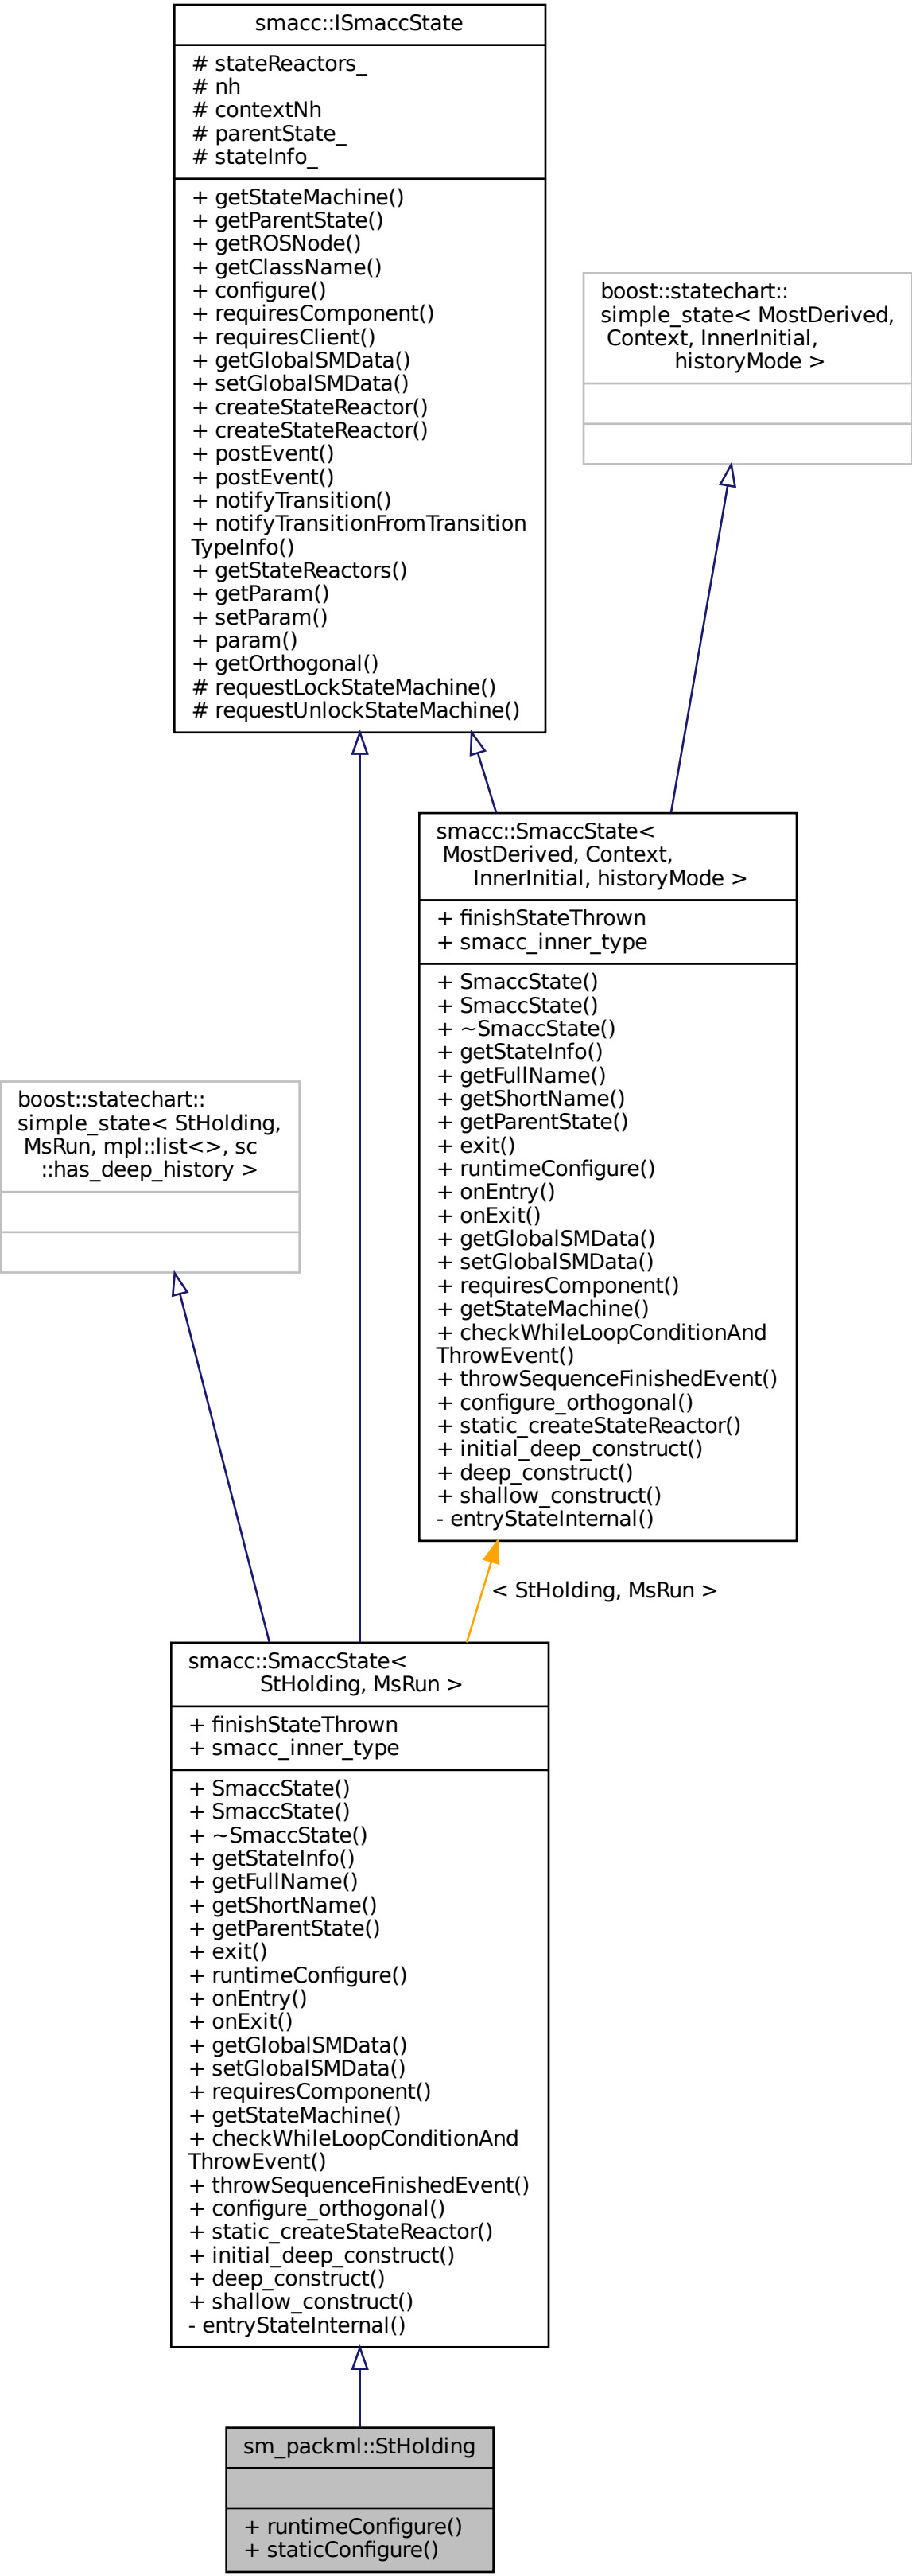 smacc::ISmaccState
# stateReactors_
# nh
# contextNh
# parentState_
# stateInfo_
+ getStateMachine()
+ getParentState()
+ getROSNode()
+ getClassName()
+ configure()
+ requiresComponent()
+ requiresClient()
+ getGlobalSMData()
+ setGlobalSMData()
+ createStateReactor()
+ createStateReactor()
+ postEvent()
+ postEvent()
+ notifyTransition()
+ notifyTransitionFromTransition
TypeInfo()
+ getStateReactors()
+ getParam()
+ setParam()
+ param()
+ getOrthogonal()
# requestLockStateMachine()
# requestUnlockStateMachine()
boost::statechart::
simple_state< MostDerived,
Context, InnerInitial,
historyMode >
smacc::SmaccState<
MostDerived, Context,
InnerInitial, historyMode >
+ finishStateThrown
+ smacc_inner_type
+ SmaccState()
+ SmaccState()
+ ~SmaccState()
+ getStateInfo()
+ getFullName()
+ getShortName()
+ getParentState()
+ exit()
+ runtimeConfigure()
+ onEntry()
+ onExit()
+ getGlobalSMData()
+ setGlobalSMData()
+ requiresComponent()
+ getStateMachine()
+ checkWhileLoopConditionAnd
ThrowEvent()
+ throwSequenceFinishedEvent()
+ configure_orthogonal()
+ static_createStateReactor()
+ initial_deep_construct()
+ deep_construct()
+ shallow_construct()
- entryStateInternal()
boost::statechart::
simple_state< StHolding,
MsRun, mpl::list<>, sc
::has_deep_history >
< StHolding, MsRun >
smacc::SmaccState<
StHolding, MsRun >
+ finishStateThrown
+ smacc_inner_type
+ SmaccState()
+ SmaccState()
+ ~SmaccState()
+ getStateInfo()
+ getFullName()
+ getShortName()
+ getParentState()
+ exit()
+ runtimeConfigure()
+ onEntry()
+ onExit()
+ getGlobalSMData()
+ setGlobalSMData()
+ requiresComponent()
+ getStateMachine()
+ checkWhileLoopConditionAnd
ThrowEvent()
+ throwSequenceFinishedEvent()
+ configure_orthogonal()
+ static_createStateReactor()
+ initial_deep_construct()
+ deep_construct()
+ shallow_construct()
- entryStateInternal()
sm_packml::StHolding
+ runtimeConfigure()
+ staticConfigure()